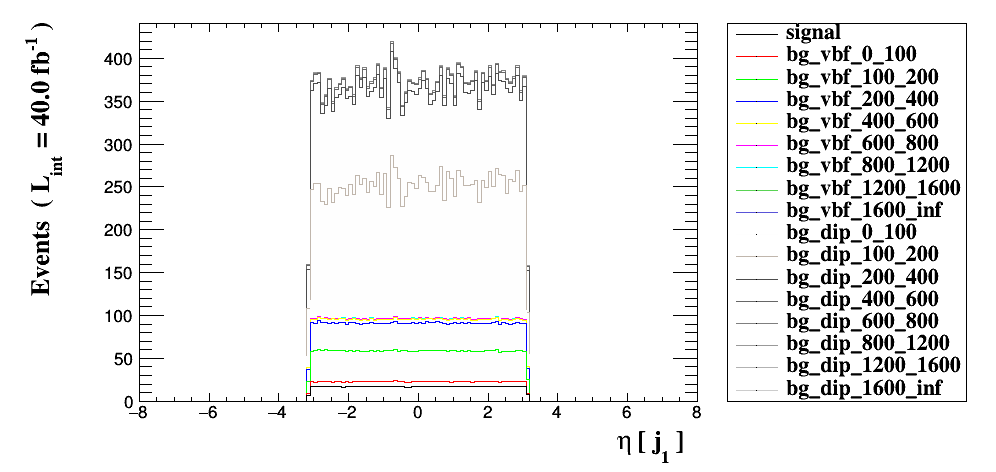 Events ( L_int = 40.0 fb^-1 )
400
350
300
250
200
150
100
50
0
−8
−6
−4
−2
0
2
4
6
8
η [ j_1 ]
signal
bg_vbf_0_100
bg_vbf_100_200
bg_vbf_200_400
bg_vbf_400_600
bg_vbf_600_800
bg_vbf_800_1200
bg_vbf_1200_1600
bg_vbf_1600_inf
bg_dip_0_100
bg_dip_100_200
bg_dip_200_400
bg_dip_400_600
bg_dip_600_800
bg_dip_800_1200
bg_dip_1200_1600
bg_dip_1600_inf